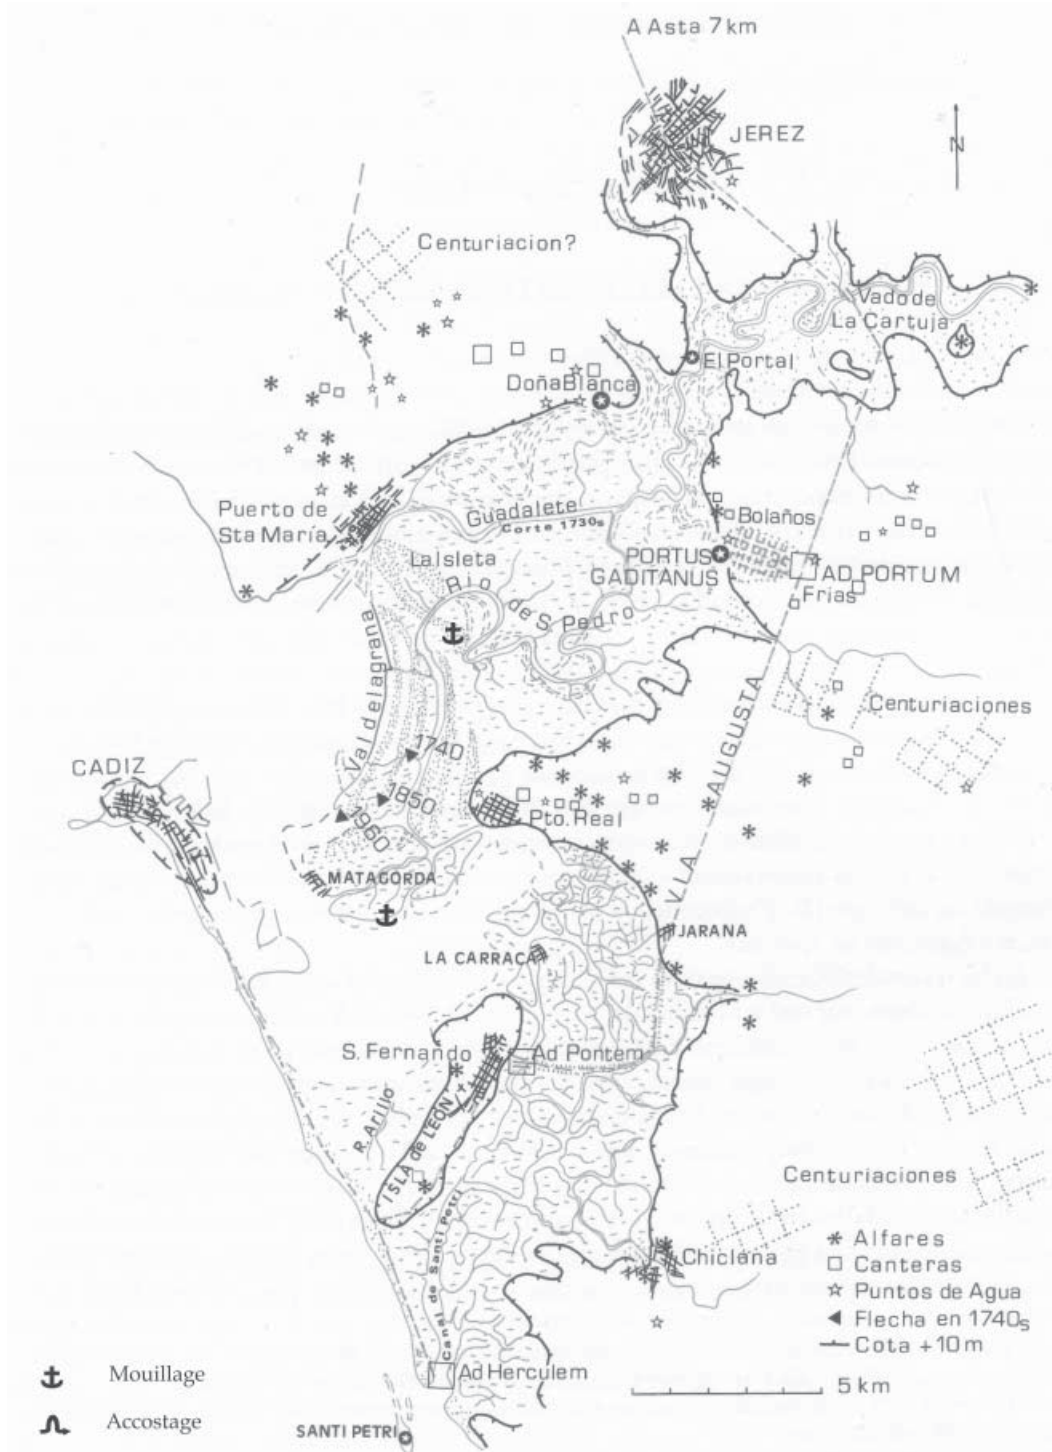 A Asta 7 km
JEREZ
N
Centuriacion?
Vado de
La Cartuja
El Portal
Doña Blanca
Puerto de
Sta María
Guadalete
Corte 1730s
Bolaños
La Isleta
PORTUS
GADITANUS
AD PORTUM
Frias
Rio de S. Pedro
Valdelagrana
Centuriaciones
VIA AUGUSTA
1740
1850
1960
CADIZ
Pto. Real
MATAGORDA
JARANA
LA CARRACA
S. Fernando
Ad Pontem
R. Arillo
ISLA de LEON
Centuriaciones
Canal de Santi Petri
Chiclana
Alfares
Canteras
Puntos de Agua
Flecha en 1740s
Cota +10 m
Mouillage
Ad Herculem
5 km
Accostage
SANTI PETRI